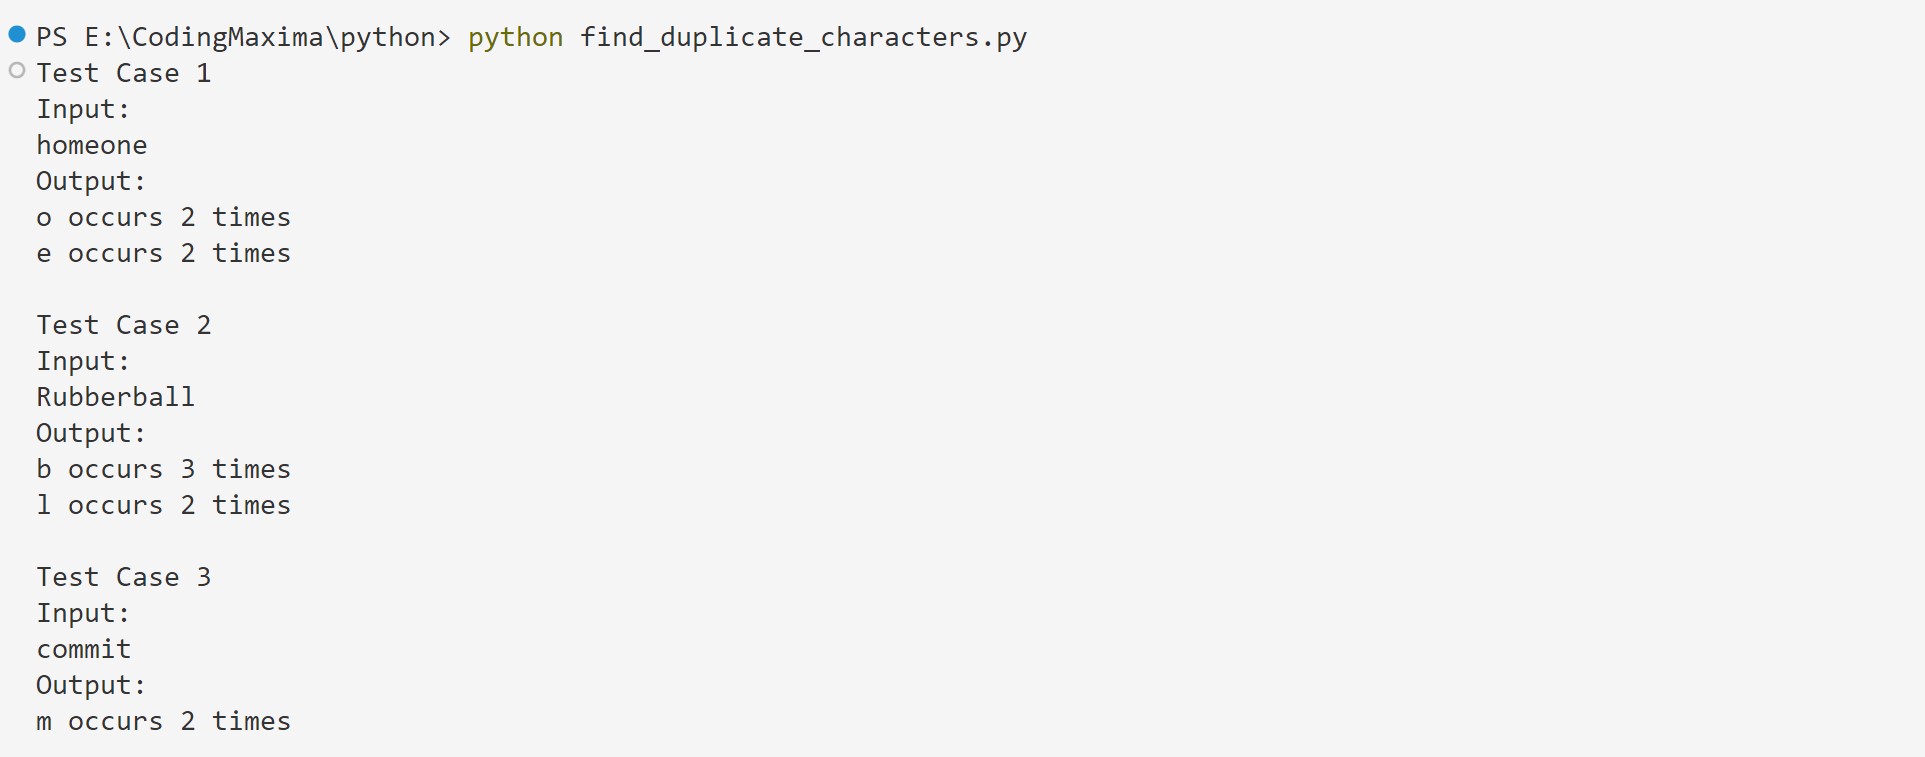 PS E:\CodingMaxima\python> python find_duplicate_characters.py
Test Case 1
Input:
homeone
Output:
o occurs 2 times
e occurs 2 times
Test Case 2
Input:
Rubberball
Output:
b occurs 3 times
l occurs 2 times
Test Case 3
Input:
commit
Output:
m occurs 2 times